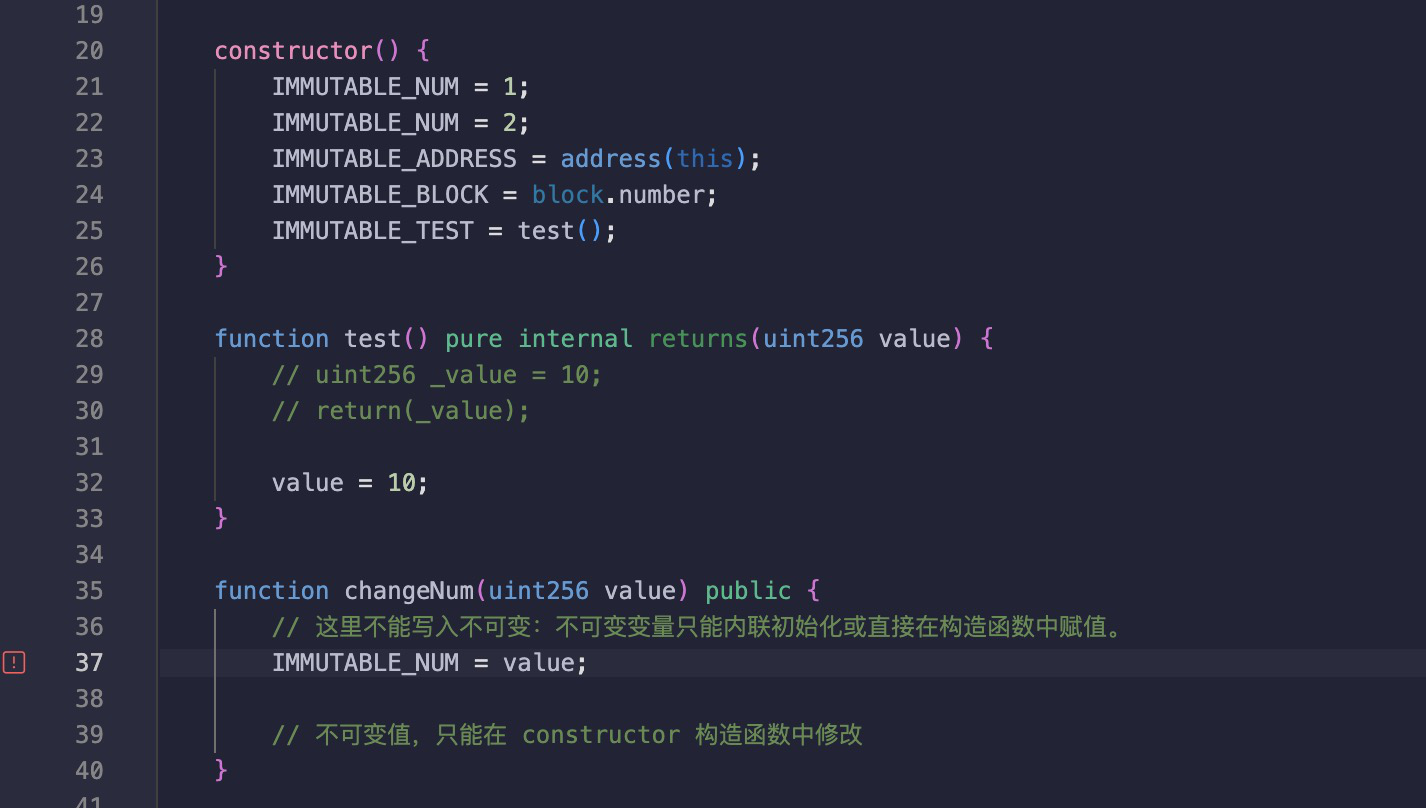 19
20 constructor() {
21 IMMUTABLE_NUM = 1;
22 IMMUTABLE_NUM = 2;
23 IMMUTABLE_ADDRESS = address(this);
24 IMMUTABLE_BLOCK = block.number;
25 IMMUTABLE_TEST = test();
26 }
27
28 function test() pure internal returns(uint256 value) {
29 // uint256 _value = 10;
30 // return(_value);
31
32 value = 10;
33 }
34
35 function changeNum(uint256 value) public {
36 // 这里不能写入不可变：不可变变量只能内联初始化或直接在构造函数中赋值。
37 IMMUTABLE_NUM = value;
38
39 // 不可变值，只能在 constructor 构造函数中修改
40 }
41